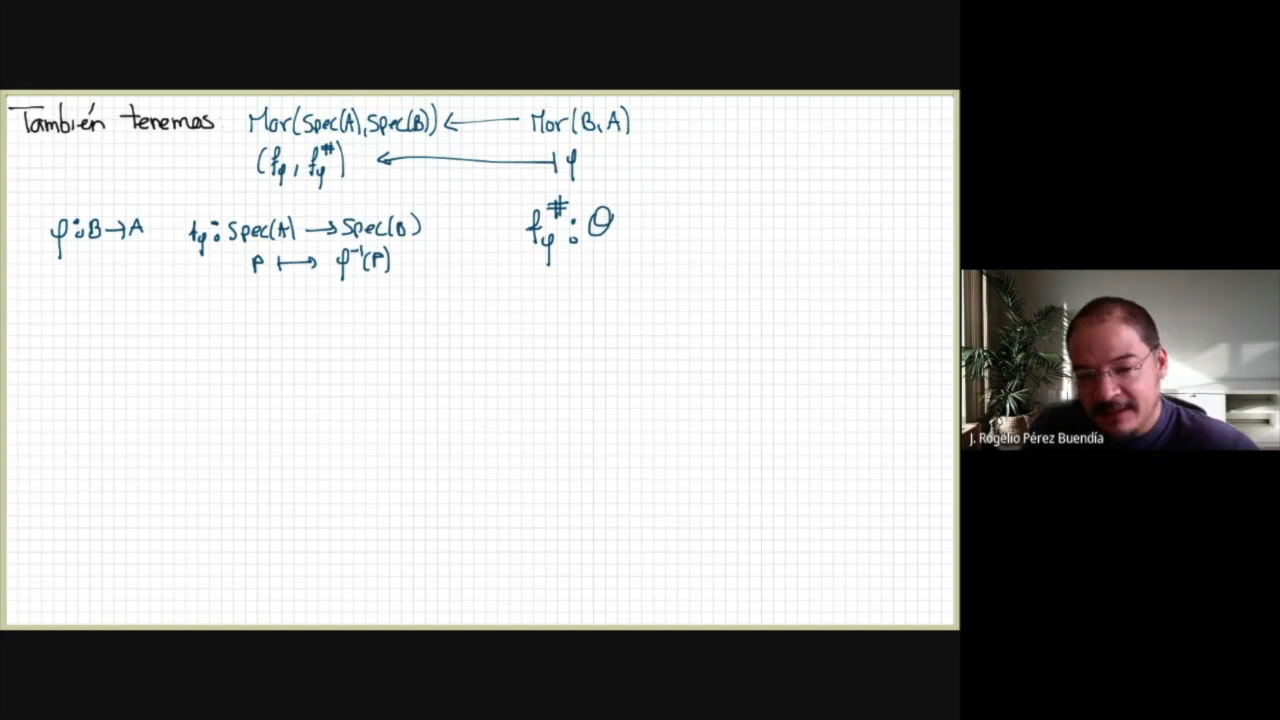 También tenemos Mor(Spec(A), Spec(B)) ← Mor(B, A)
(f_φ, f_φ^#) ↤ φ
φ: B → A f_φ: Spec(A) → Spec(B) f_φ^#: O
P ↦ φ⁻¹(P)
J. Rogelio Pérez Buendía